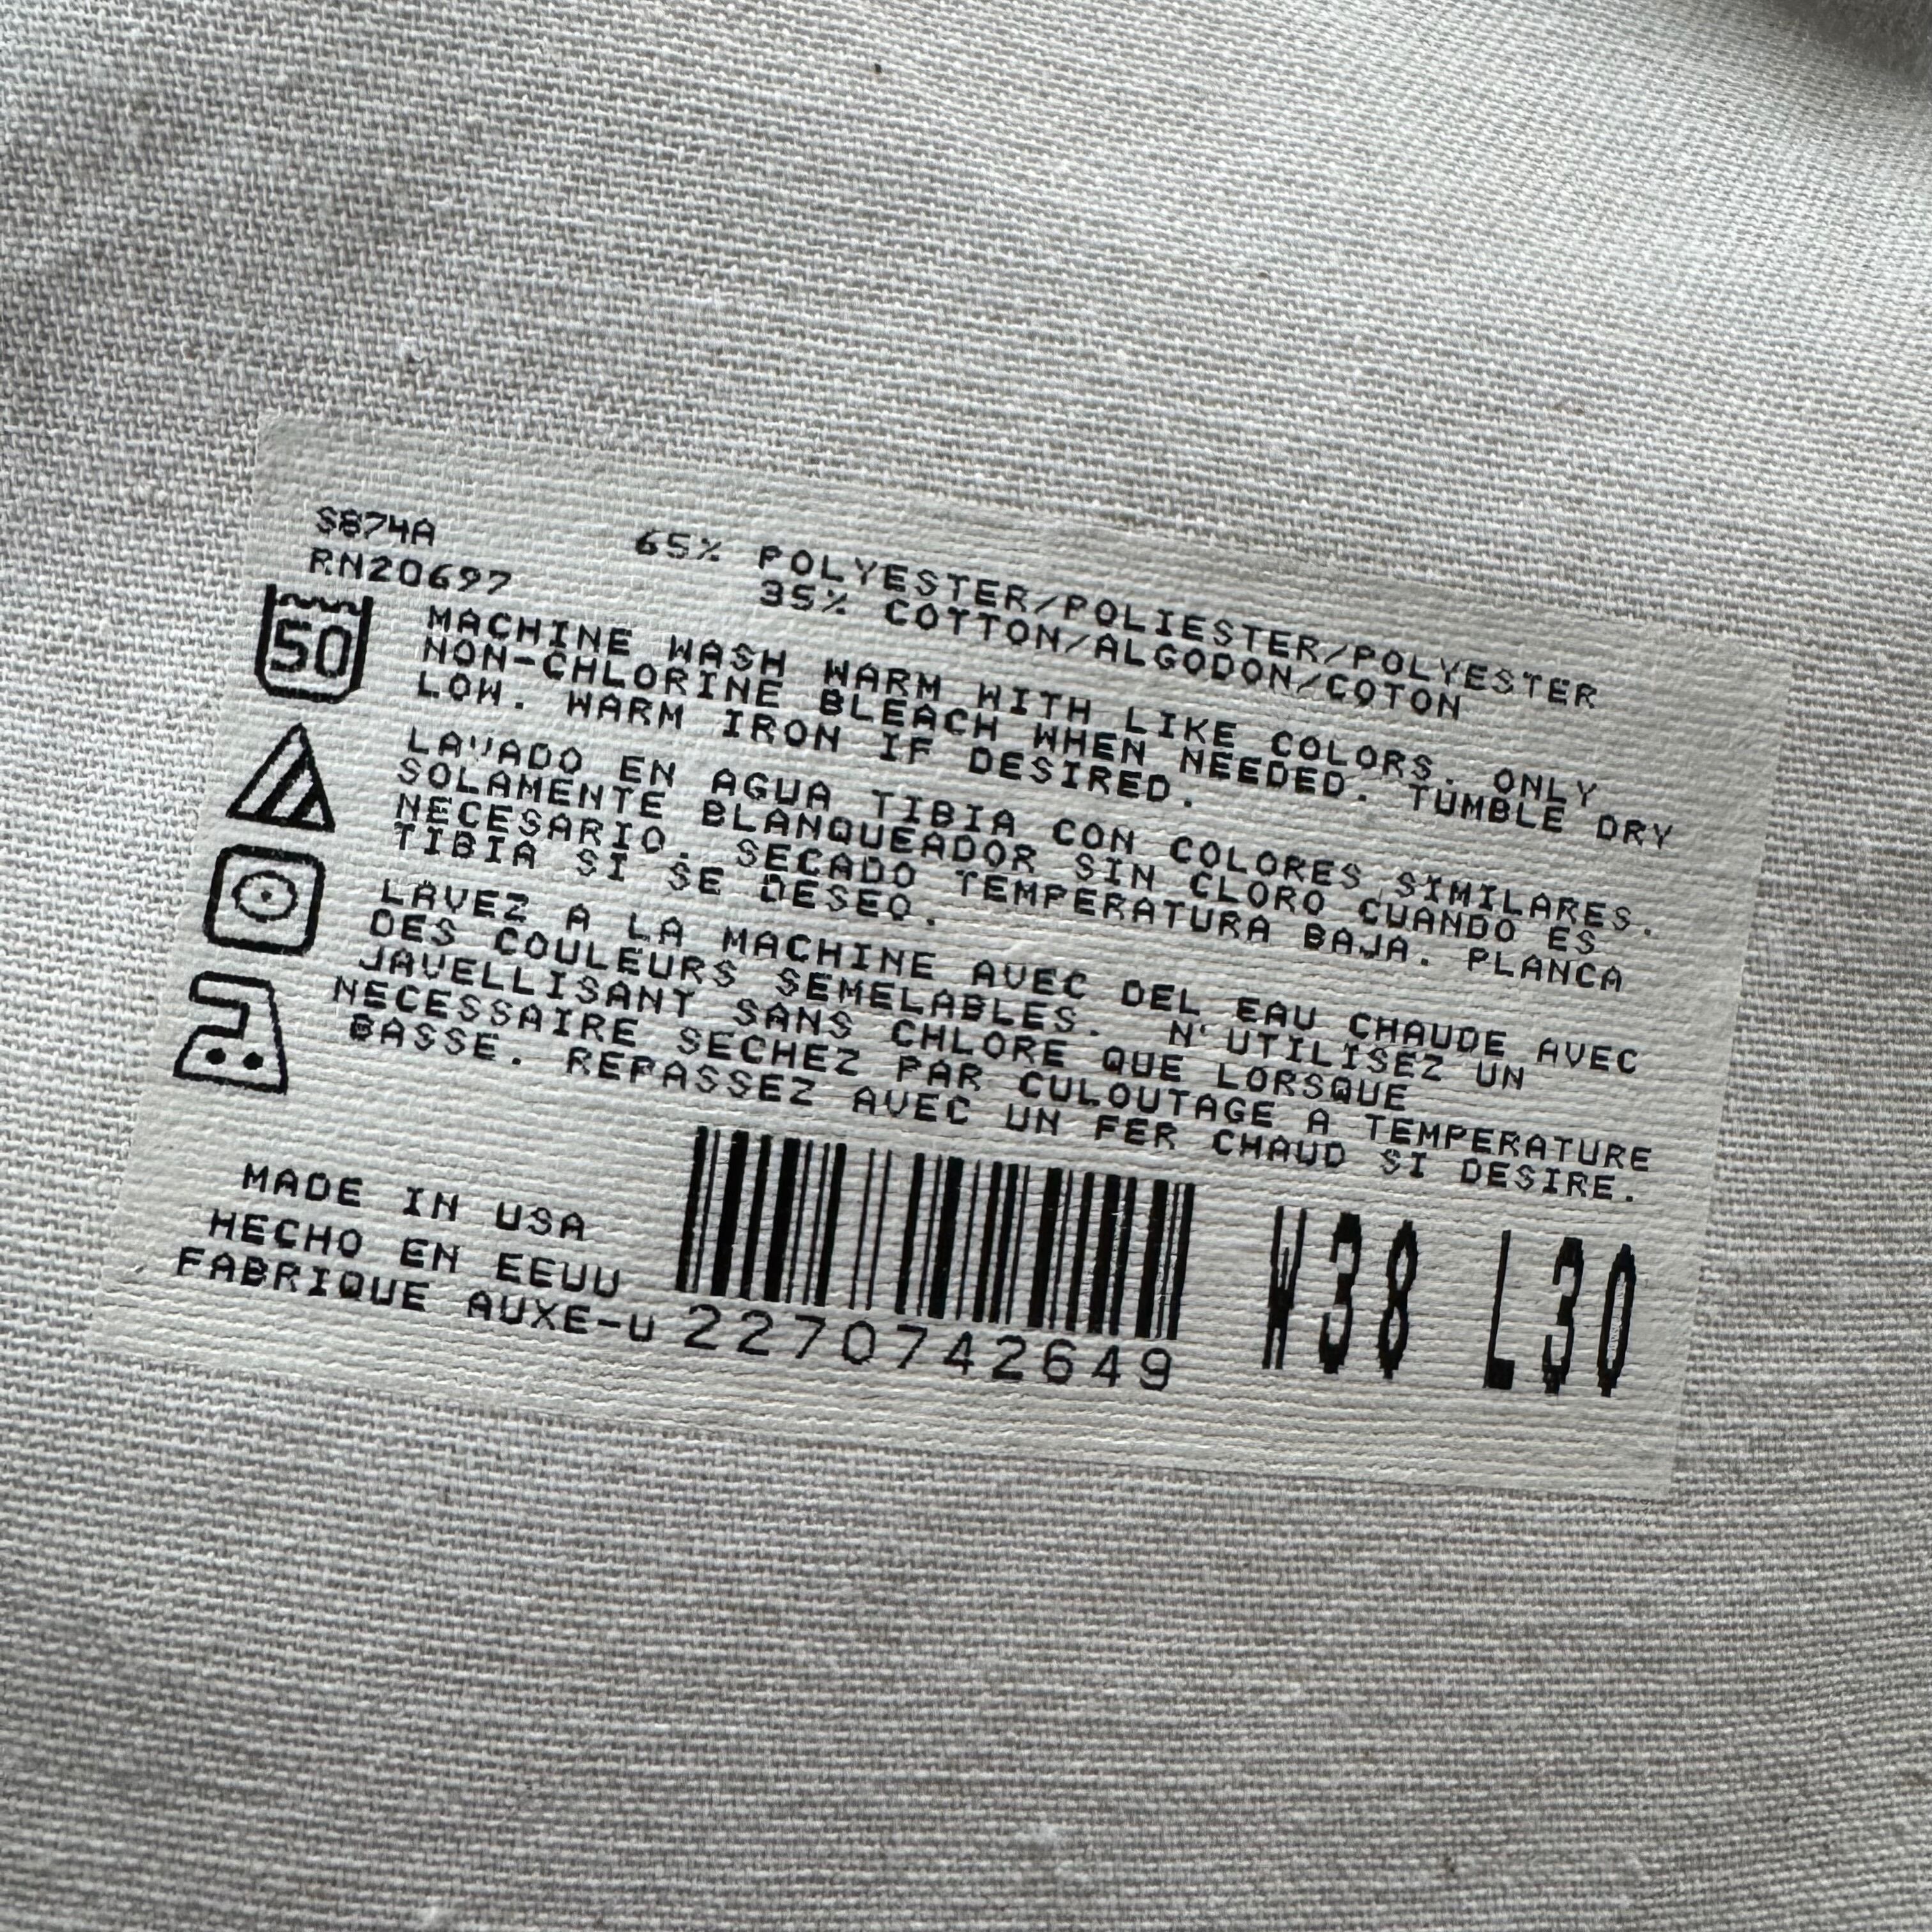 S874A
RN20697
65% POLYESTER/POLIESTER/POLYESTER
35% COTTON/ALGODON/COTON
50
MACHINE WASH WARM WITH LIKE COLORS. ONLY
NON-CHLORINE BLEACH WHEN NEEDED. TUMBLE DRY
LOW. WARM IRON IF DESIRED.
LAVADO EN AGUA TIBIA CON COLORES SIMILARES.
SOLAMENTE BLANQUEADOR SIN CLORO CUANDO ES
NECESARIO. SECADO TEMPERATURA BAJA. PLANCA
TIBIA SI SE DESEO.
LAVEZ A LA MACHINE AVEC DEL EAU CHAUDE AVEC
DES COULEURS SEMELABLES. N'UTILISEZ UN
JAVELLISANT SANS CHLORE QUE LORSQUE
NECESSAIRE SECHEZ PAR CULOUTAGE A TEMPERATURE
BASSE. REPASSEZ AVEC UN FER CHAUD SI DESIRE.
MADE IN USA
HECHO EN EEUU
FABRIQUE AUXE-U
2270742649
W38 L30